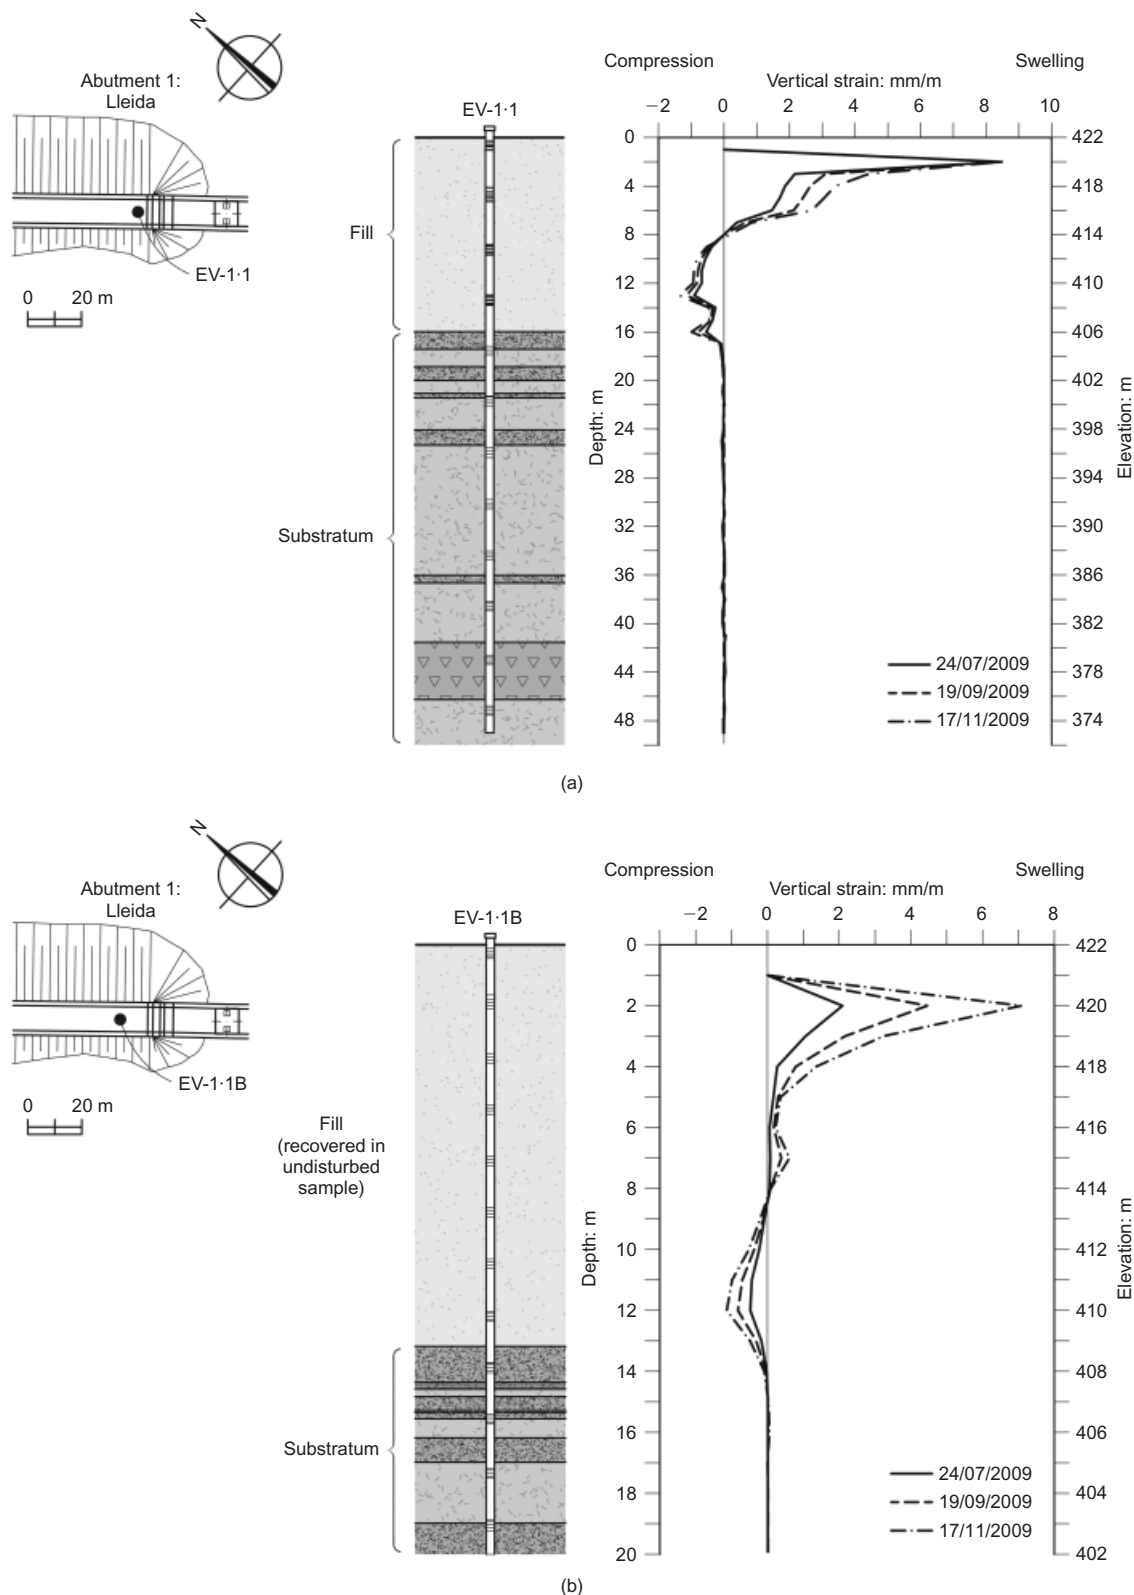 N
Abutment 1:
Lleida
EV-1·1
0 20 m
EV-1·1
Fill
Substratum
Compression
Swelling
Vertical strain: mm/m
−2 0 2 4 6 8 10
0 422
4 418
8 414
12 410
16 406
20 402
24 398
28 394
32 390
36 386
40 382
44 378
48 374
Depth: m
Elevation: m
24/07/2009
19/09/2009
17/11/2009
(a)
N
Abutment 1:
Lleida
EV-1·1B
0 20 m
EV-1·1B
Fill
(recovered in
undisturbed
sample)
Substratum
Compression
Swelling
Vertical strain: mm/m
−2 0 2 4 6 8
0 422
2 420
4 418
6 416
8 414
10 412
12 410
14 408
16 406
18 404
20 402
Depth: m
Elevation: m
24/07/2009
19/09/2009
17/11/2009
(b)